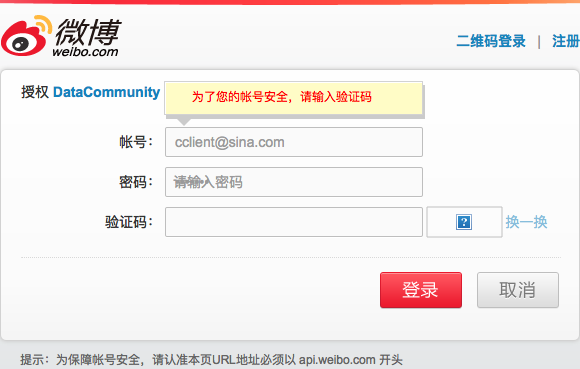 微博
weibo.com
二维码登录 | 注册
授权 DataCommunity
为了您的帐号安全，请输入验证码
帐号： cclient@sina.com
密码： 请输入密码
验证码： ? 换一换
登录 取消
提示：为保障帐号安全，请认准本页URL地址必须以 api.weibo.com 开头